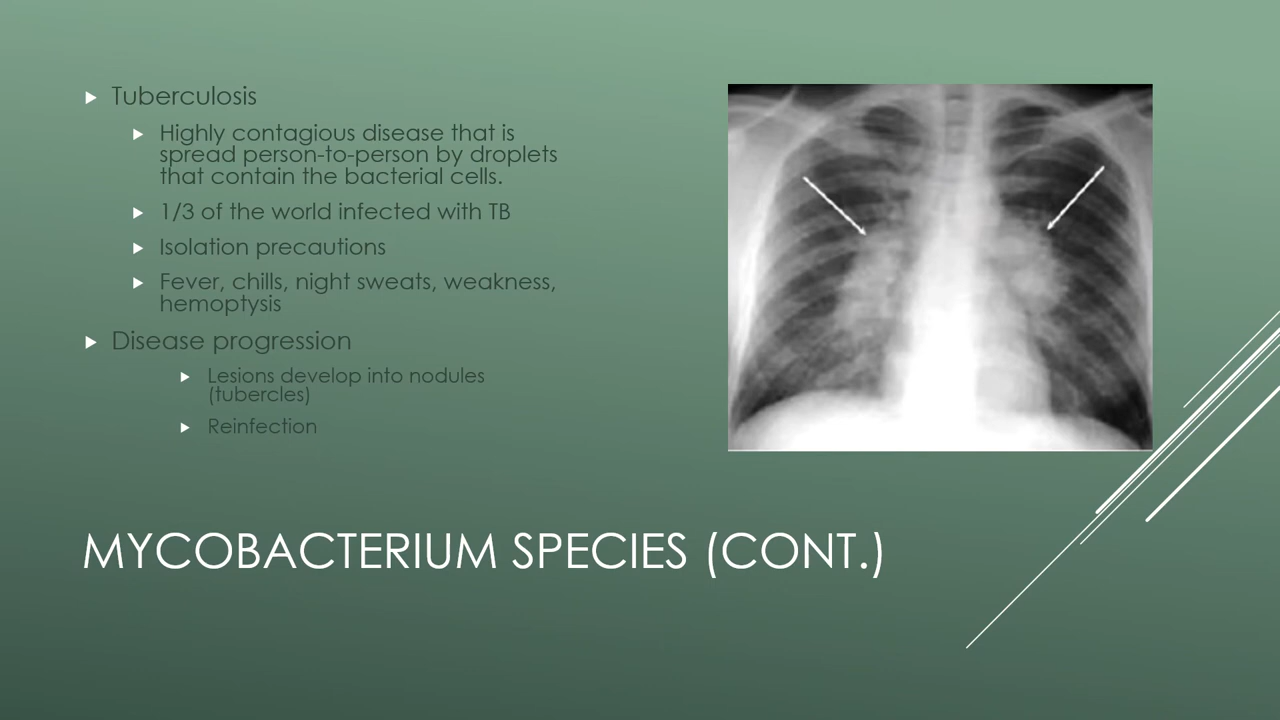 Tuberculosis
Highly contagious disease that is
spread person-to-person by droplets
that contain the bacterial cells.
1/3 of the world infected with TB
Isolation precautions
Fever, chills, night sweats, weakness,
hemoptysis
Disease progression
Lesions develop into nodules
(tubercles)
Reinfection
MYCOBACTERIUM SPECIES (CONT.)